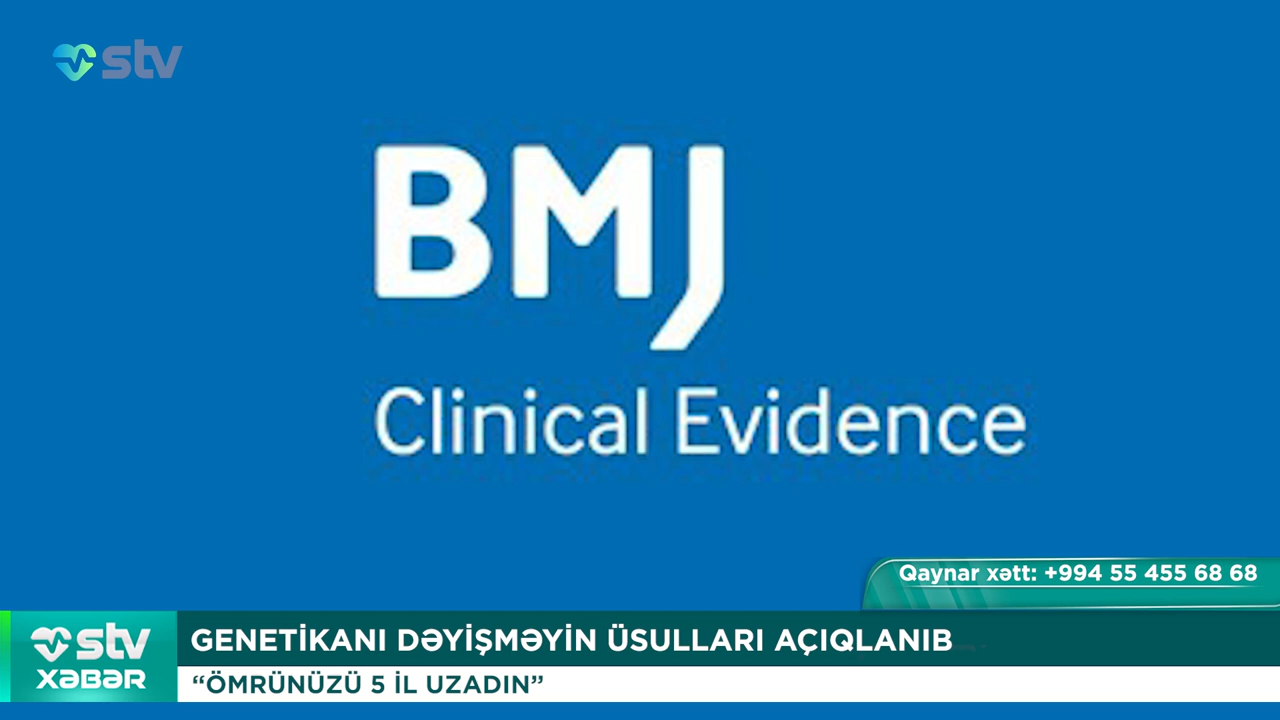 stv
BMJ
Clinical Evidence
Qaynar xətt: +994 55 455 68 68
stv
XƏBƏR
GENETİKANI DƏYİŞMƏYİN ÜSULLARI AÇIQLANIB
“ÖMRÜNÜZÜ 5 İL UZADIN”